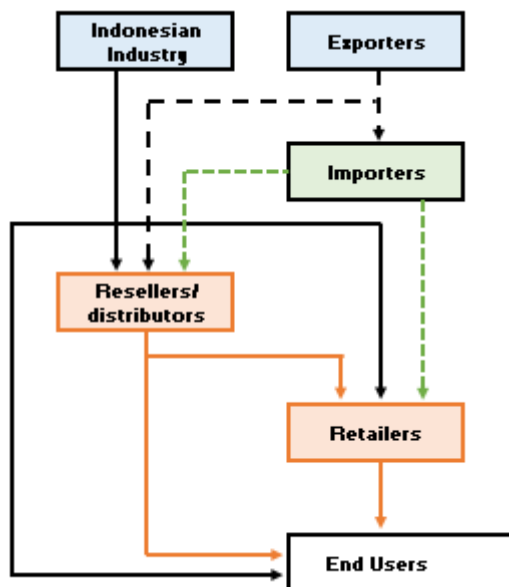 Indonesian
Industry
Exporters
Importers
Resellers/
distributors
Retailers
End Users